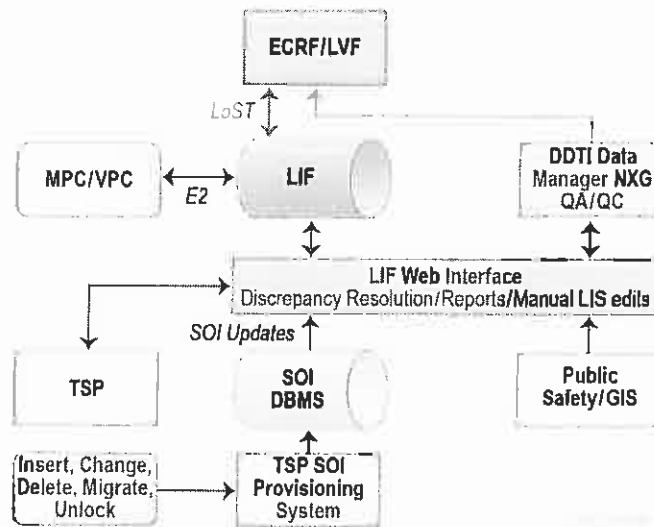 ECRF/LVF
LoST
MPC/VPC
E2
LIF
DDTI Data
Manager NXG
QA/QC
LIF Web Interface
Discrepancy Resolution/Reports/Manual LIS edits
SOI Updates
TSP
SOI
DBMS
Public
Safety/GIS
Insert, Change,
Delete, Migrate,
Unlock
TSP SOI
Provisioning
System